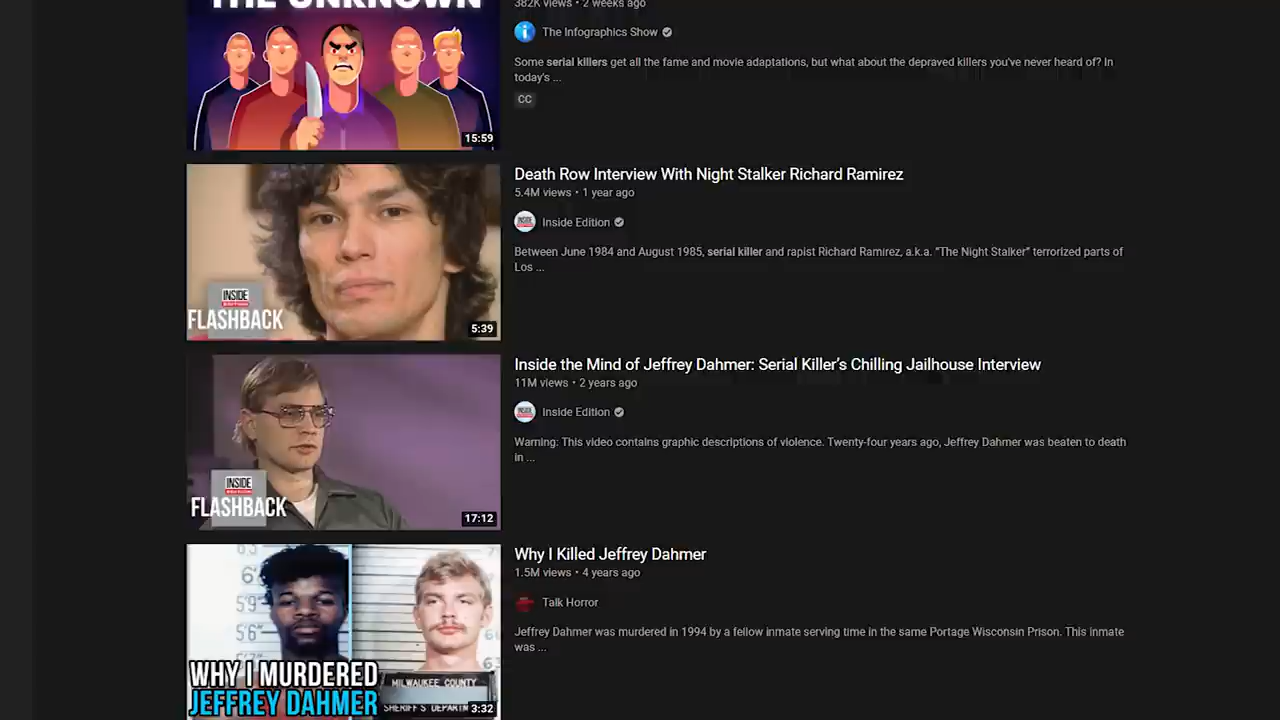 THE UNKNOWN
382K views • 2 weeks ago
The Infographics Show
Some serial killers get all the fame and movie adaptations, but what about the depraved killers you've never heard of? In
today's ...
CC
15:59
Death Row Interview With Night Stalker Richard Ramirez
5.4M views • 1 year ago
INSIDE
Inside Edition
Between June 1984 and August 1985, serial killer and rapist Richard Ramirez, a.k.a. “The Night Stalker” terrorized parts of
Los ...
INSIDE
FLASHBACK
5:39
Inside the Mind of Jeffrey Dahmer: Serial Killer’s Chilling Jailhouse Interview
11M views • 2 years ago
INSIDE
Inside Edition
Warning: This video contains graphic descriptions of violence. Twenty-four years ago, Jeffrey Dahmer was beaten to death
in ...
INSIDE
FLASHBACK
17:12
Why I Killed Jeffrey Dahmer
1.5M views • 4 years ago
Talk Horror
Jeffrey Dahmer was murdered in 1994 by a fellow inmate serving time in the same Portage Wisconsin Prison. This inmate
was ...
5'9
5'6
WHY I MURDERED
JEFFREY DAHMER
MILWAUKEE COUNTY
SHERIFF'S
3:32